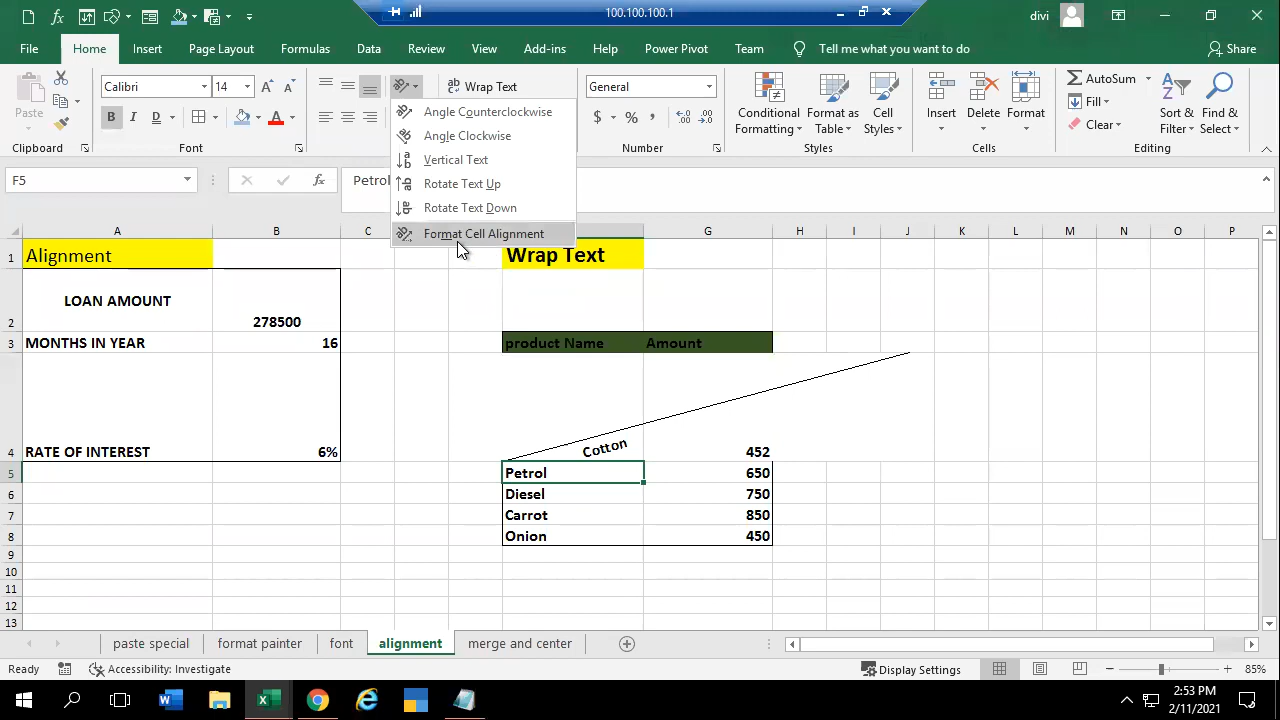 100.100.100.1
divi
File Home Insert Page Layout Formulas Data Review View Add-ins Help Power Pivot Team Tell me what you want to do Share
Paste
Clipboard
Calibri 14
B I D
Font
ab Wrap Text
Angle Counterclockwise
Angle Clockwise
Vertical Text
Rotate Text Up
Rotate Text Down
Format Cell Alignment
General
$ % ,
Number
Conditional Formatting
Format as Table
Cell Styles
Styles
Insert Delete Format
Cells
AutoSum
Fill
Clear
Sort & Filter
Find & Select
Editing
F5 fx Petrol
A B C G H I J K L M N O P
1 Alignment Wrap Text
2 LOAN AMOUNT 278500
3 MONTHS IN YEAR 16 product Name Amount
4 RATE OF INTEREST 6% Cotton 452
5 Petrol 650
6 Diesel 750
7 Carrot 850
8 Onion 450
9
10
11
12
13
paste special format painter font alignment merge and center
Ready Accessibility: Investigate Display Settings 85%
2:53 PM
2/11/2021